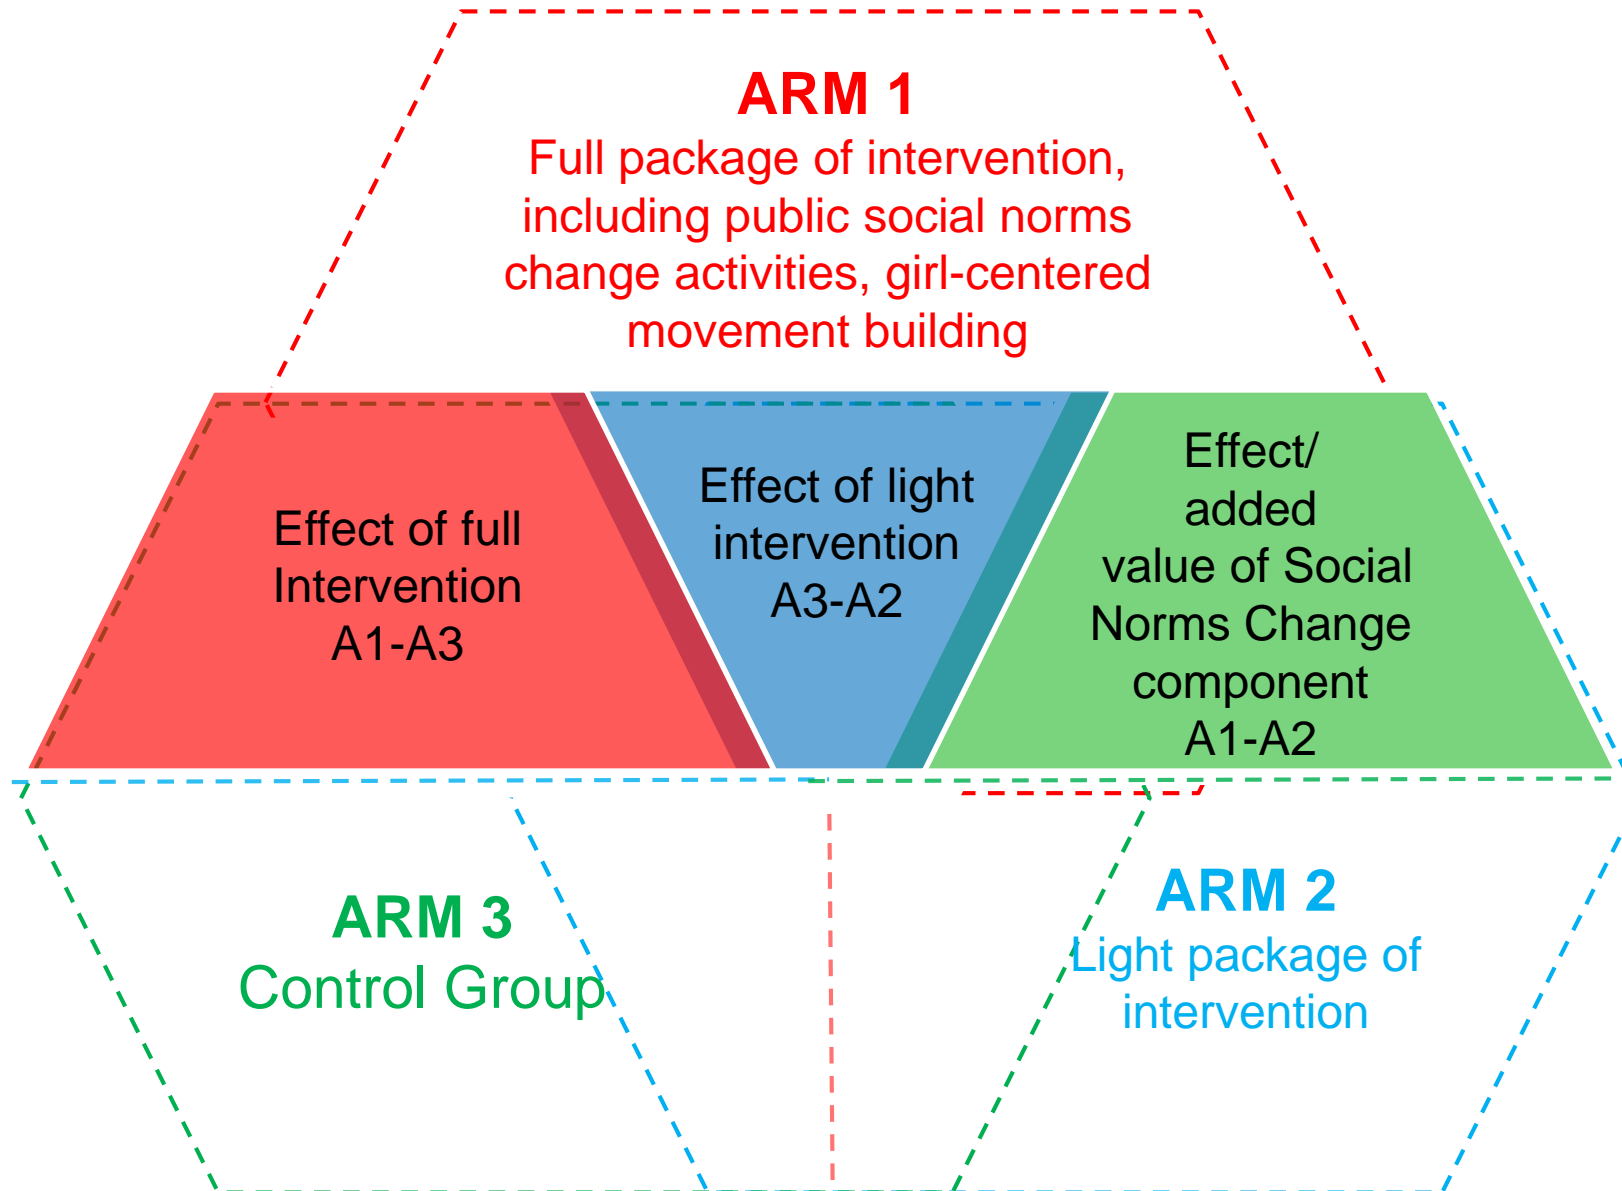 ARM 1
Full package of intervention,
including public social norms
change activities, girl-centered
movement building
Effect of full
Intervention
A1-A3
Effect of light
intervention
A3-A2
Effect/
added
value of Social
Norms Change
component
A1-A2
ARM 3
Control Group
ARM 2
Light package of
intervention